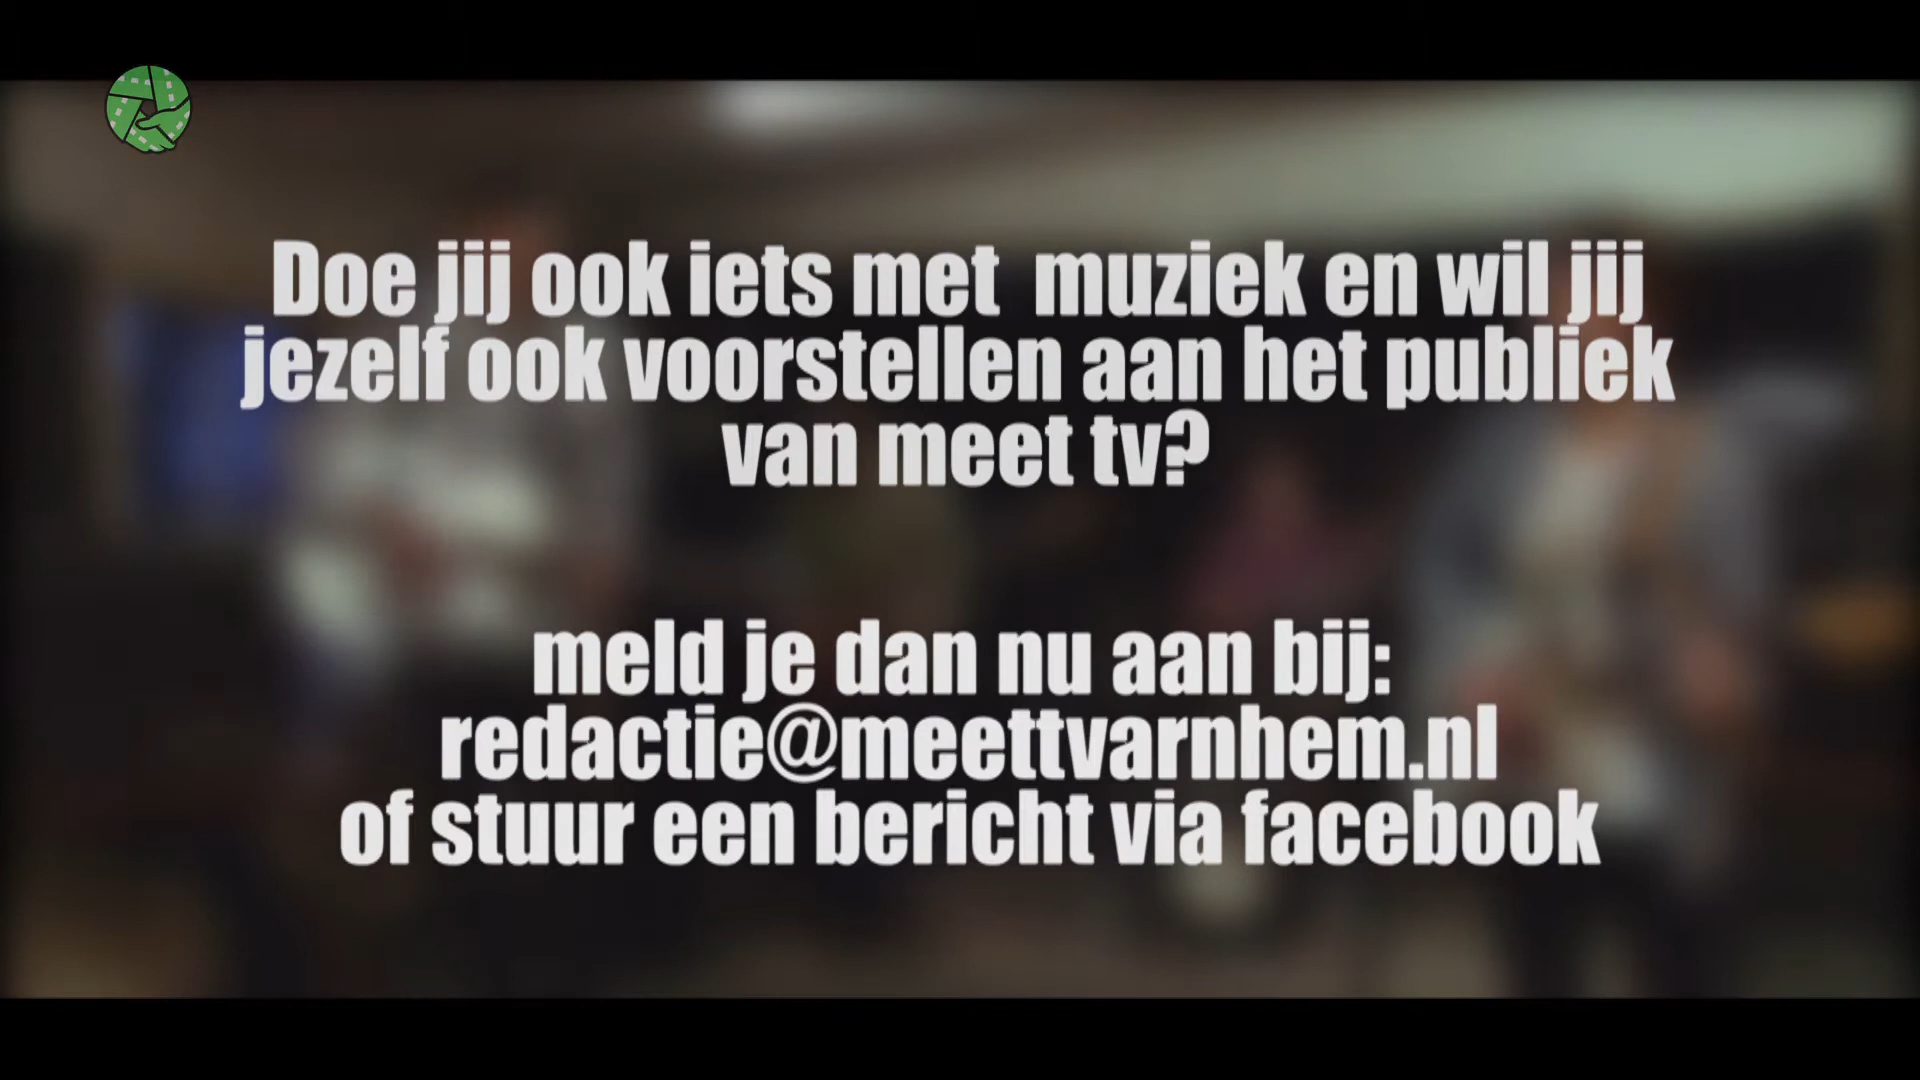 Doe jij ook iets met  muziek en wil jij
jezelf ook voorstellen aan het publiek
van meet tv?
meld je dan nu aan bij:
redactie@meettvarnhem.nl
of stuur een bericht via facebook